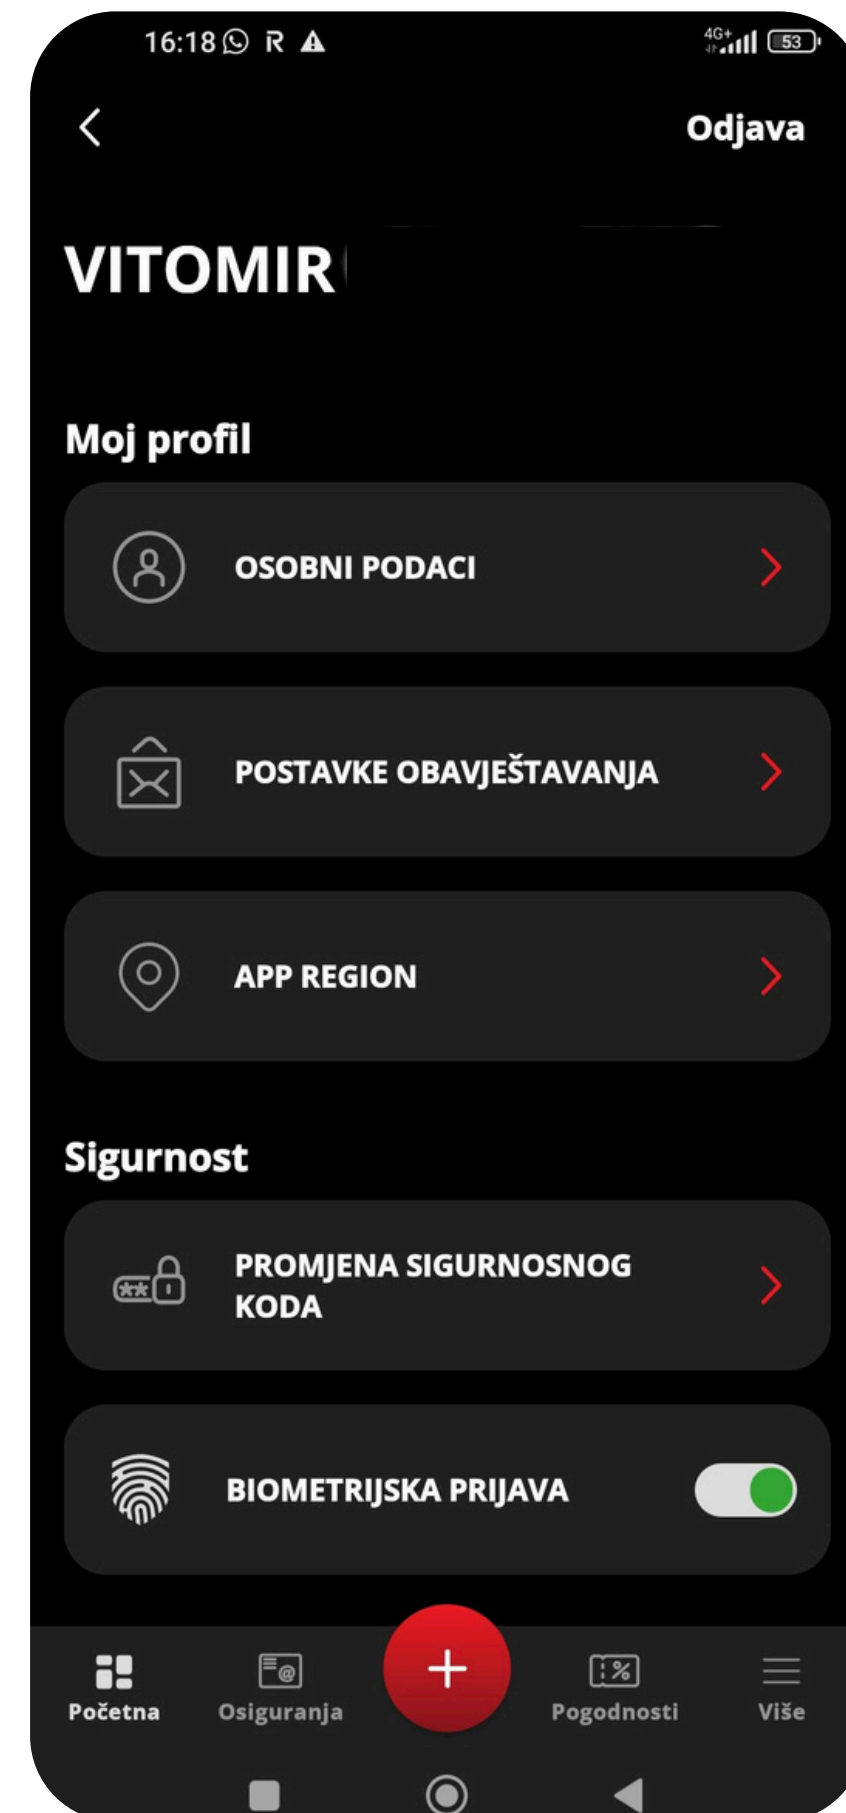 16:18
4G+
53
Odjava
VITOMIR
Moj profil
OSOBNI PODACI
POSTAVKE OBAVJEŠTAVANJA
APP REGION
Sigurnost
PROMJENA SIGURNOSNOG
KODA
BIOMETRIJSKA PRIJAVA
Početna
Osiguranja
Pogodnosti
Više